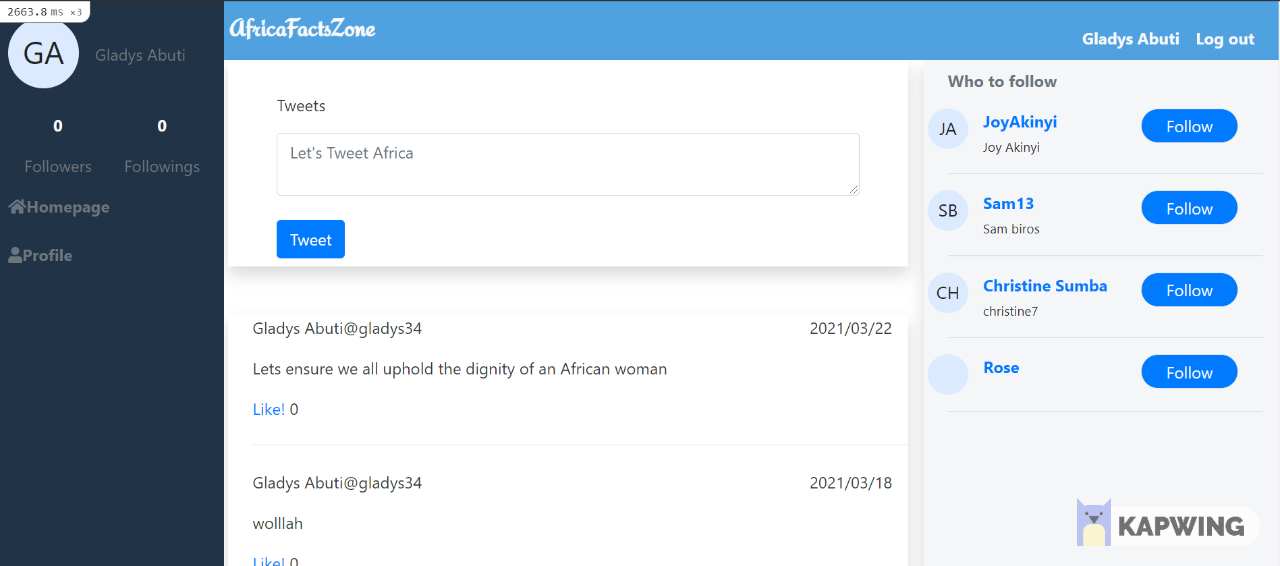 2663.8 ms ×3
GA
Gladys Abuti
0 0
Followers Followings
Homepage
Profile
AfricaFactsZone
Gladys Abuti Log out
Tweets
Let's Tweet Africa
Tweet
Gladys Abuti@gladys34 2021/03/22
Lets ensure we all uphold the dignity of an African woman
Like! 0
Gladys Abuti@gladys34 2021/03/18
wolllah
Like! 0
Who to follow
JA JoyAkinyi Follow
Joy Akinyi
SB Sam13 Follow
Sam biros
CH Christine Sumba Follow
christine7
Rose Follow
KAPWING